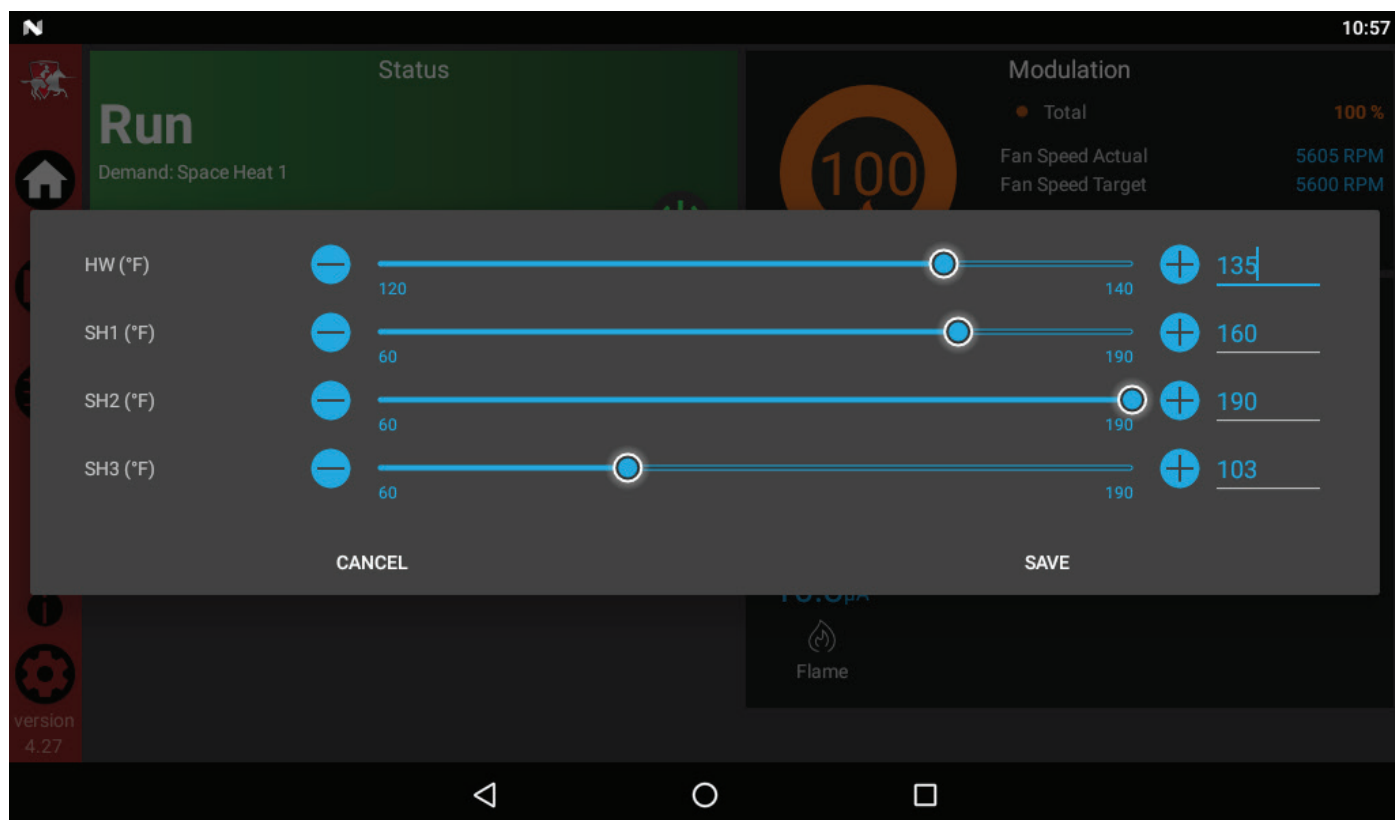 N 10:57
Status
Run
Demand: Space Heat 1
Modulation
Total 100 %
100
Fan Speed Actual 5605 RPM
Fan Speed Target 5600 RPM
HW (°F) 135
120 140
SH1 (°F) 160
60 190
SH2 (°F) 190
60 190
SH3 (°F) 103
60 190
CANCEL SAVE
Flame
version
4.27